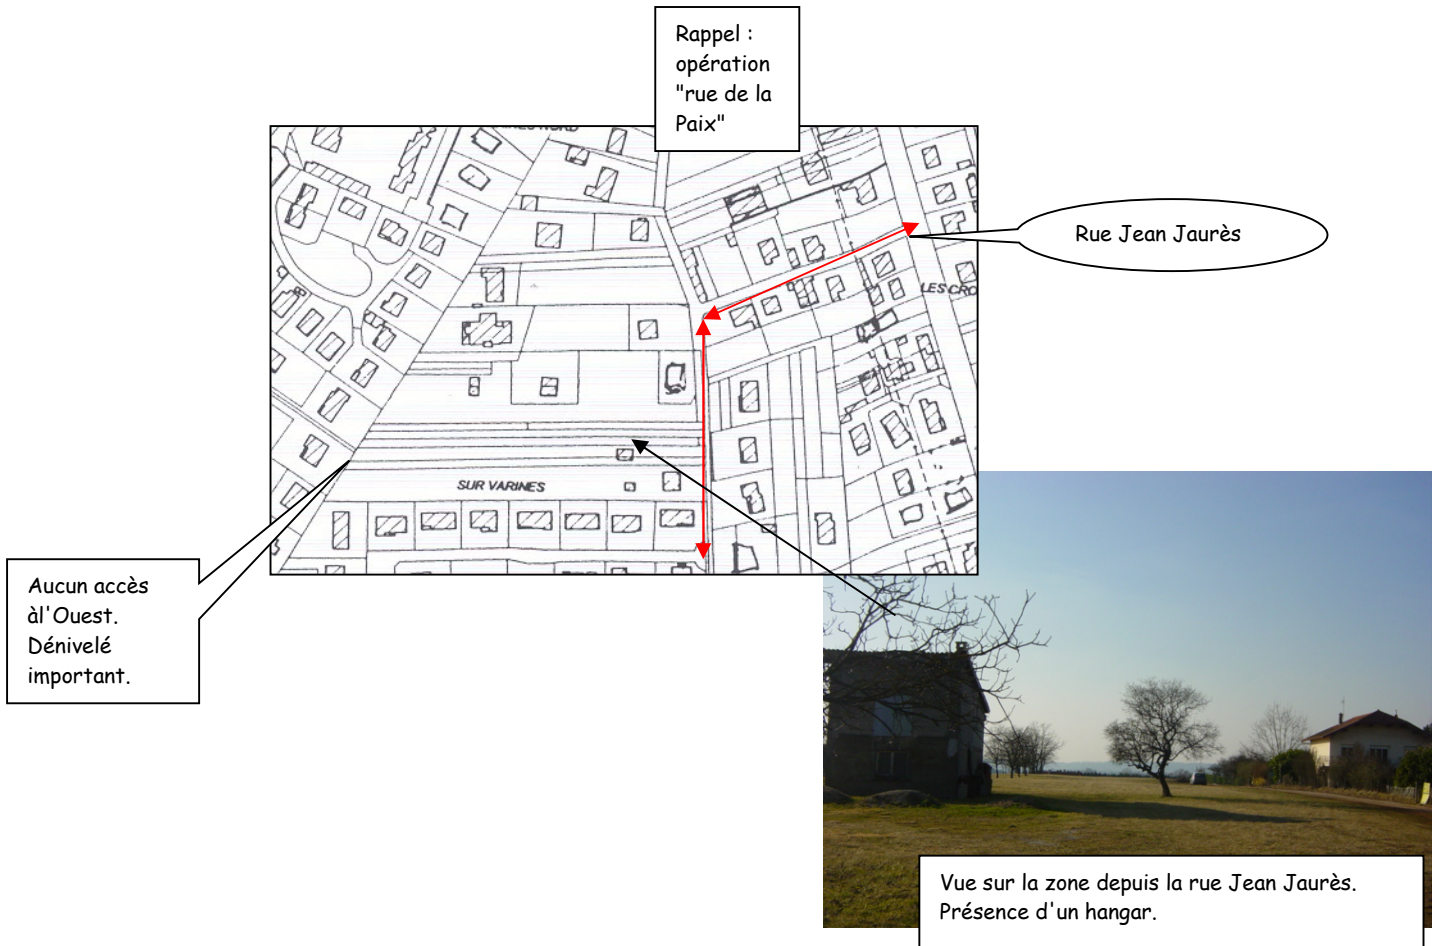 Rappel :
opération
"rue de la
Paix"
Rue Jean Jaurès
LES CRO
SUR VARINES
Aucun accès
àl'Ouest.
Dénivelé
important.
Vue sur la zone depuis la rue Jean Jaurès.
Présence d'un hangar.